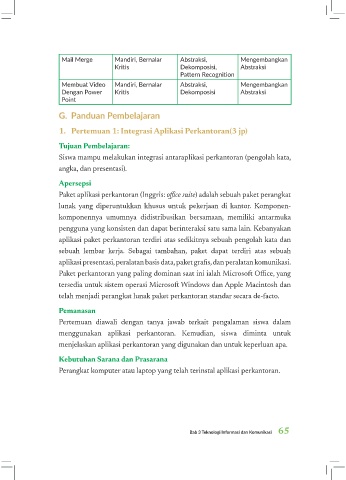 Mail Merge Mandiri, Bernalar Abstraksi, Mengembangkan
Kritis Dekomposisi, Abstraksi
Pattern Recognition
Membuat Video Mandiri, Bernalar Abstraksi, Mengembangkan
Dengan Power Kritis Dekomposisi Abstraksi
Point
G. Panduan Pembelajaran
1. Pertemuan 1: Integrasi Aplikasi Perkantoran(3 jp)
Tujuan Pembelajaran:
Siswa mampu melakukan integrasi antaraplikasi perkantoran (pengolah kata,
angka, dan presentasi).
Apersepsi
Paket aplikasi perkantoran (Inggris: office suite) adalah sebuah paket perangkat
lunak yang diperuntukkan khusus untuk pekerjaan di kantor. Komponen-
komponennya umumnya didistribusikan bersamaan, memiliki antarmuka
pengguna yang konsisten dan dapat berinteraksi satu sama lain. Kebanyakan
aplikasi paket perkantoran terdiri atas sedikitnya sebuah pengolah kata dan
sebuah lembar kerja. Sebagai tambahan, paket dapat terdiri atas sebuah
aplikasi presentasi, peralatan basis data, paket grafis, dan peralatan komunikasi.
Paket perkantoran yang paling dominan saat ini ialah Microsoft Office, yang
tersedia untuk sistem operasi Microsoft Windows dan Apple Macintosh dan
telah menjadi perangkat lunak paket perkantoran standar secara de-facto.
Pemanasan
Pertemuan diawali dengan tanya jawab terkait pengalaman siswa dalam
menggunakan aplikasi perkantoran. Kemudian, siswa diminta untuk
menjelaskan aplikasi perkantoran yang digunakan dan untuk keperluan apa.
Kebutuhan Sarana dan Prasarana
Perangkat komputer atau laptop yang telah terinstal aplikasi perkantoran.
Bab 3 Teknologi Informasi dan Komunikasi 65